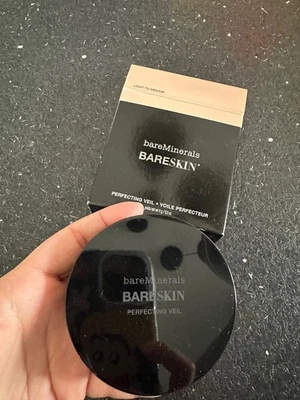 LIGHT TO MEDIUM
bareMinerals
BARESKIN®
PERFECTING VEIL • VOILE PERFECTEUR
bareMinerals
BARESKIN
PERFECTING VEIL